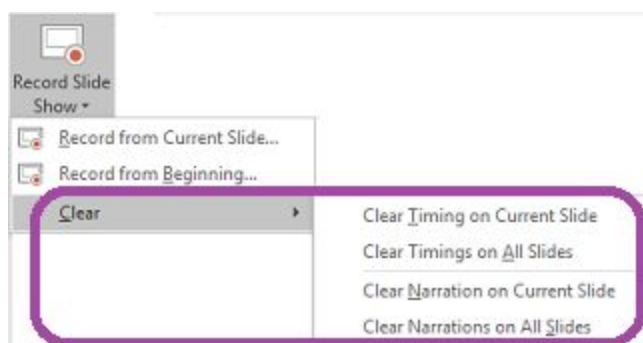 Record Slide
Show
Record from Current Slide...
Record from Beginning...
Clear
Clear Timing on Current Slide
Clear Timings on All Slides
Clear Narration on Current Slide
Clear Narrations on All Slides